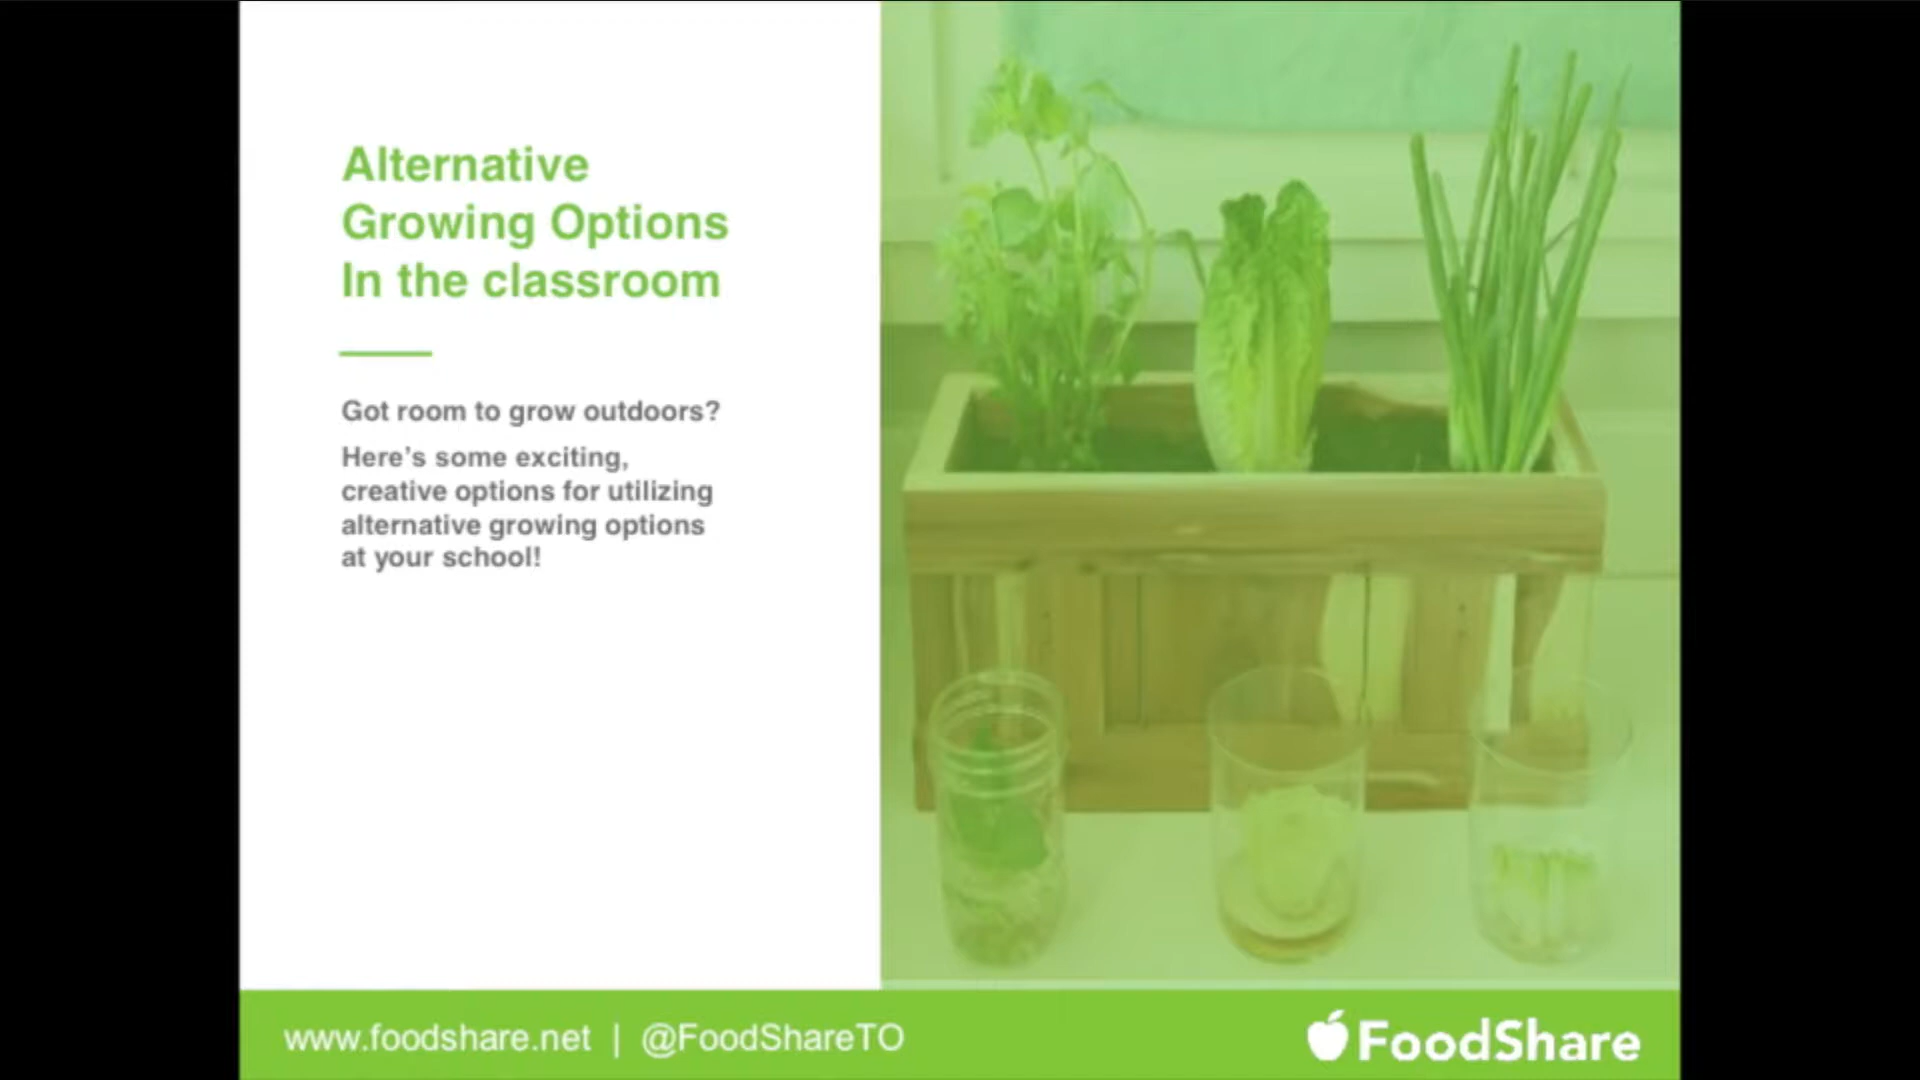 Alternative
Growing Options
In the classroom
Got room to grow outdoors?
Here's some exciting,
creative options for utilizing
alternative growing options
at your school!
www.foodshare.net | @FoodShareTO
FoodShare